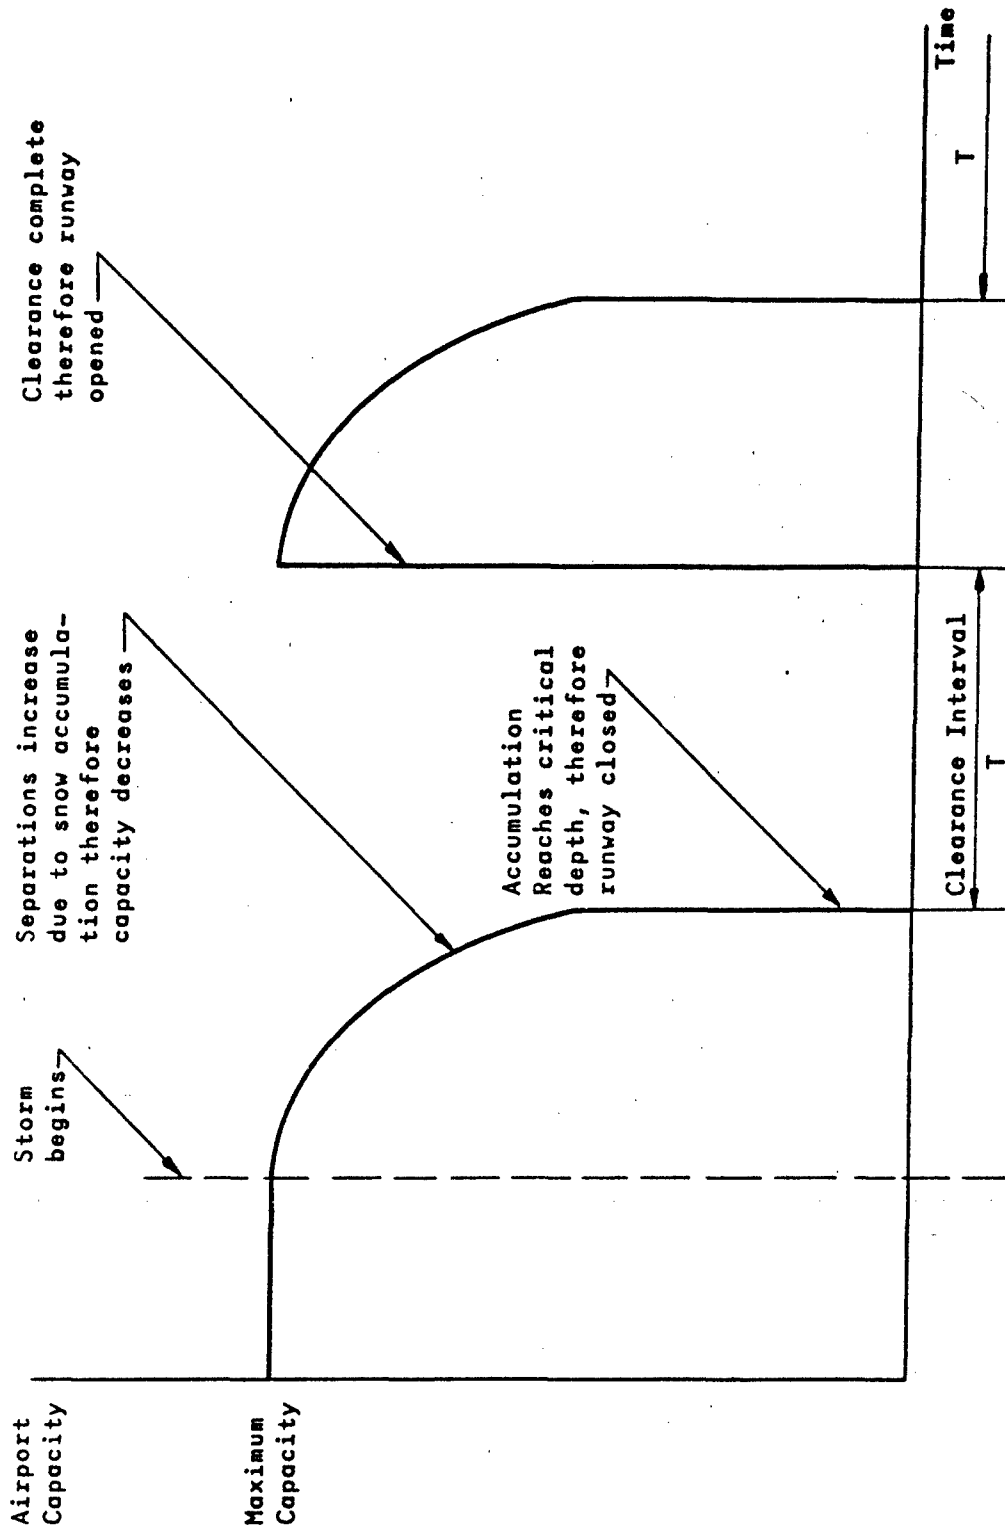 Airport
Capacity
Maximum
Capacity
Storm
begins
Separations increase
due to snow accumula-
tion therefore
capacity decreases
Accumulation
Reaches critical
depth, therefore
runway closed
Clearance complete
therefore runway
opened
Clearance Interval
T
Time
T